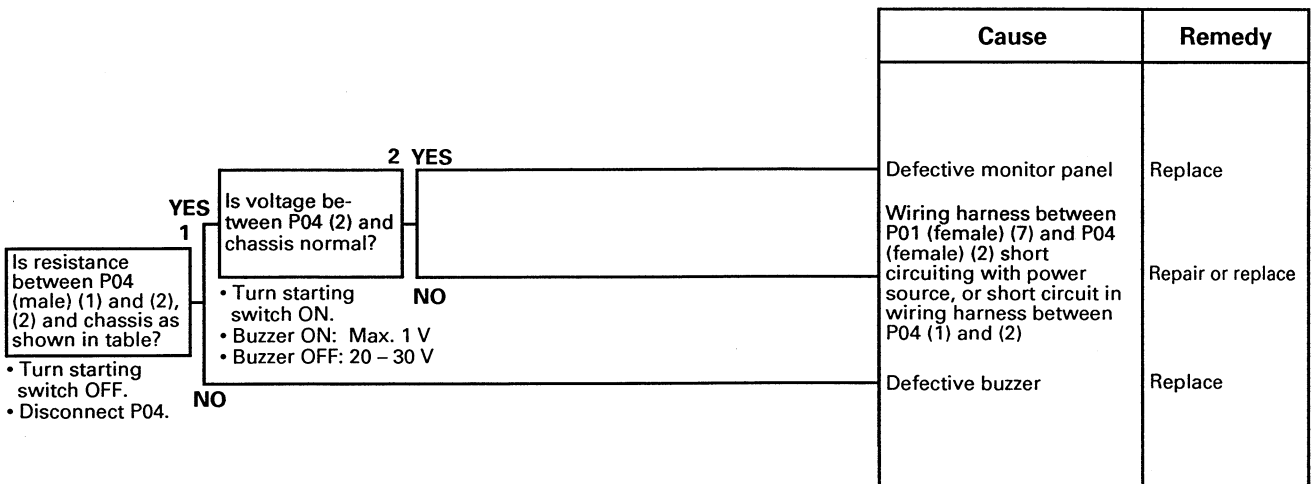 Cause
Remedy
2 YES
Defective monitor panel
Replace
Is voltage be-
tween P04 (2) and
chassis normal?
YES
1
Wiring harness between
P01 (female) (7) and P04
(female) (2) short
circuiting with power
source, or short circuit in
wiring harness between
P04 (1) and (2)
Repair or replace
Is resistance
between P04
(male) (1) and (2),
(2) and chassis as
shown in table?
NO
• Turn starting
switch ON.
• Buzzer ON: Max. 1 V
• Buzzer OFF: 20 – 30 V
• Turn starting
switch OFF.
• Disconnect P04.
NO
Defective buzzer
Replace